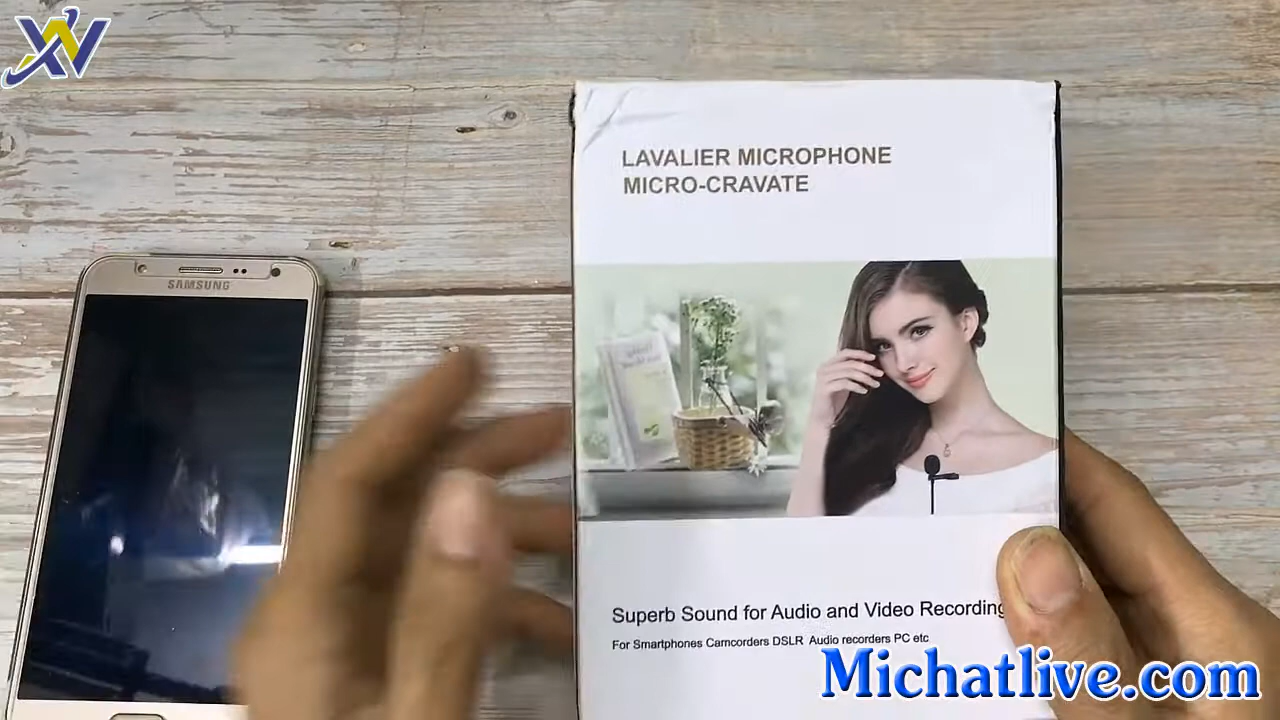 XV
SAMSUNG
LAVALIER MICROPHONE
MICRO-CRAVATE
Superb Sound for Audio and Video Recording
For Smartphones Camcorders DSLR Audio recorders PC etc
Michatlive.com